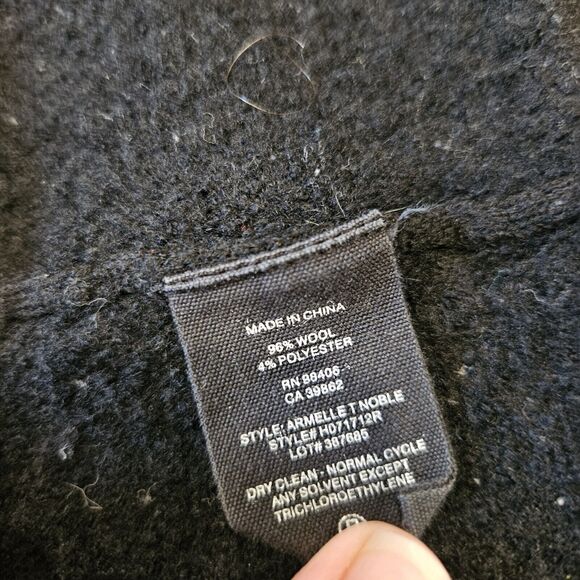 MADE IN CHINA
96% WOOL
4% POLYESTER
RN 88406
CA 39862
STYLE: ARMELLE T NOBLE
STYLE# H071712R
LOT# 387685
DRY CLEAN - NORMAL CYCLE
ANY SOLVENT EXCEPT
TRICHLOROETHYLENE